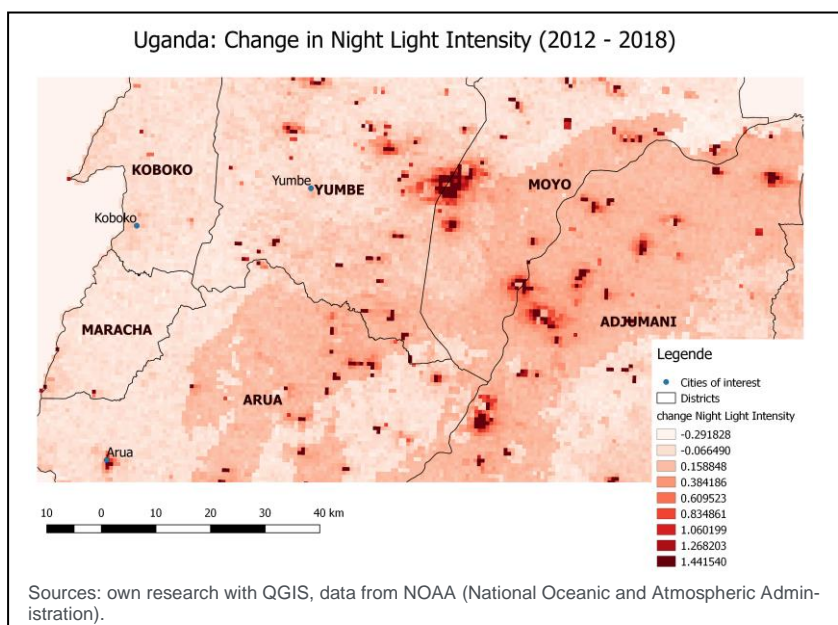 Uganda: Change in Night Light Intensity (2012 - 2018)
KOBOKO
Yumbe
YUMBE
MOYO
Koboko
MARACHA
ADJUMANI
ARUA
Arua
Legende
Cities of interest
Districts
change Night Light Intensity
-0.291828
-0.066490
0.158848
0.384186
0.609523
0.834861
1.060199
1.268203
1.441540
10 0 10 20 30 40 km
Sources: own research with QGIS, data from NOAA (National Oceanic and Atmospheric Admin-
istration).